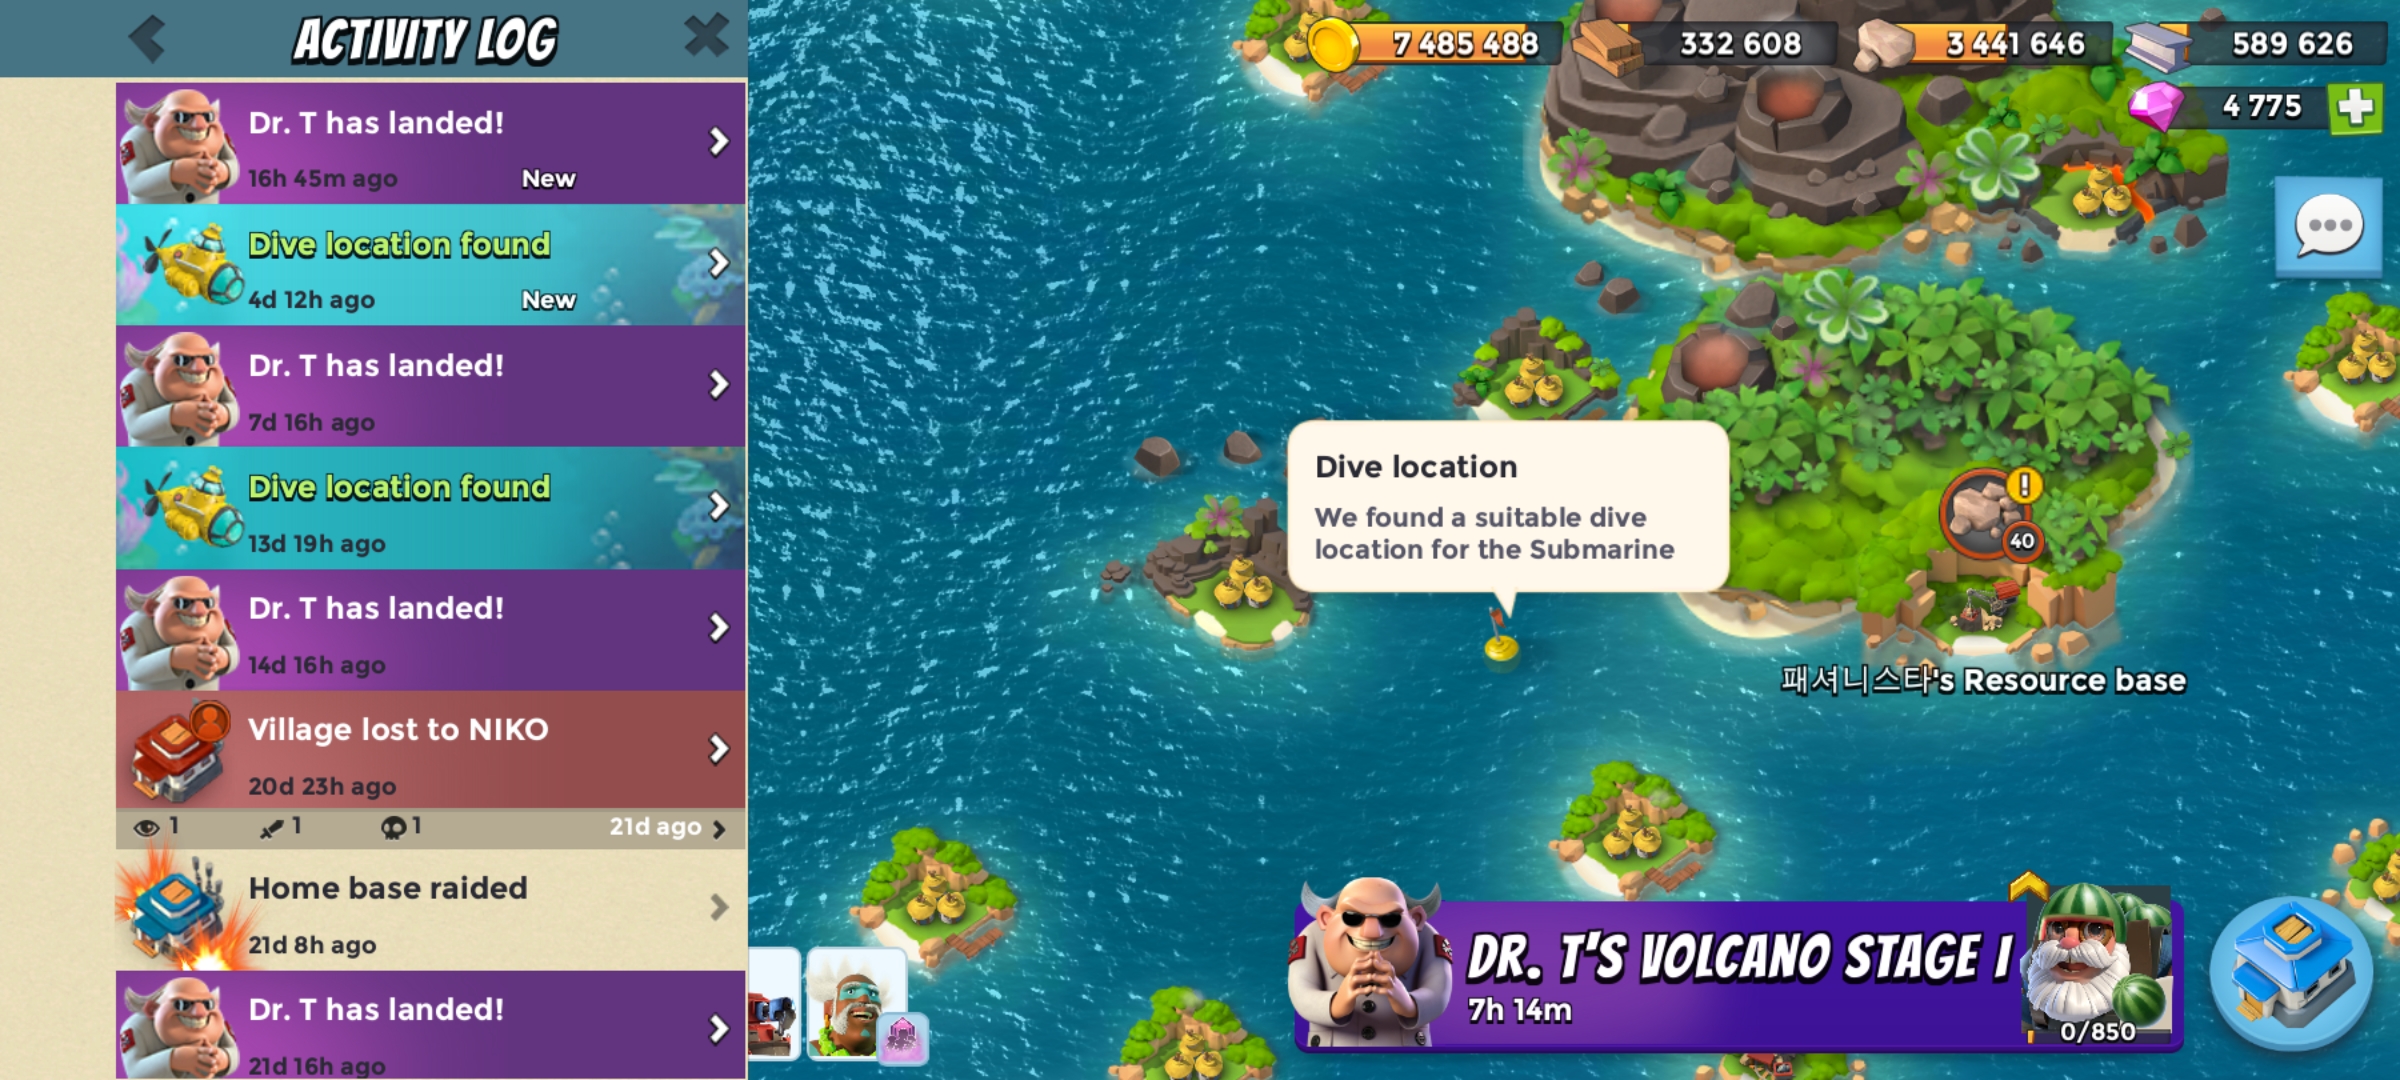 ACTIVITY LOG
Dr. T has landed!
16h 45m ago
New
Dive location found
4d 12h ago
New
Dr. T has landed!
7d 16h ago
Dive location found
13d 19h ago
Dr. T has landed!
14d 16h ago
Village lost to NIKO
20d 23h ago
1 1 1 21d ago
Home base raided
21d 8h ago
Dr. T has landed!
21d 16h ago
7 485 488
332 608
3 441 646
589 626
4 775
Dive location
We found a suitable dive
location for the Submarine
!
40
패셔니스타's Resource base
DR. T'S VOLCANO STAGE I
7h 14m
0/850